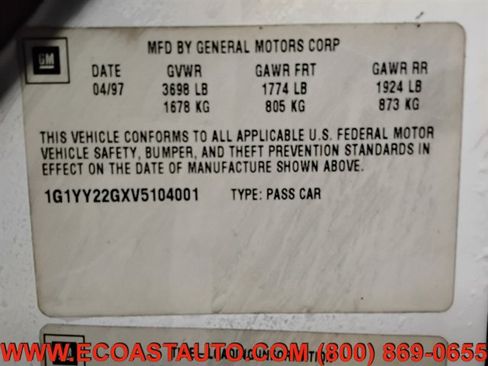 GM
MFD BY GENERAL MOTORS CORP
DATE GVWR GAWR FRT GAWR RR
04/97 3698 LB 1774 LB 1924 LB
1678 KG 805 KG 873 KG
THIS VEHICLE CONFORMS TO ALL APPLICABLE U.S. FEDERAL MOTOR
VEHICLE SAFETY, BUMPER, AND THEFT PREVENTION STANDARDS IN
EFFECT ON THE DATE OF MANUFACTURE SHOWN ABOVE.
1G1YY22GXV5104001 TYPE: PASS CAR
WWW.ECOASTAUTO.COM (800) 869-0655